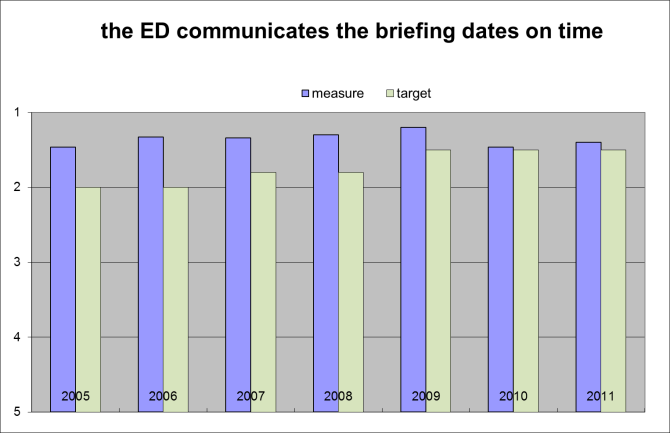 the ED communicates the briefing dates on time
measure target
1
2
3
4
5
2005 2006 2007 2008 2009 2010 2011